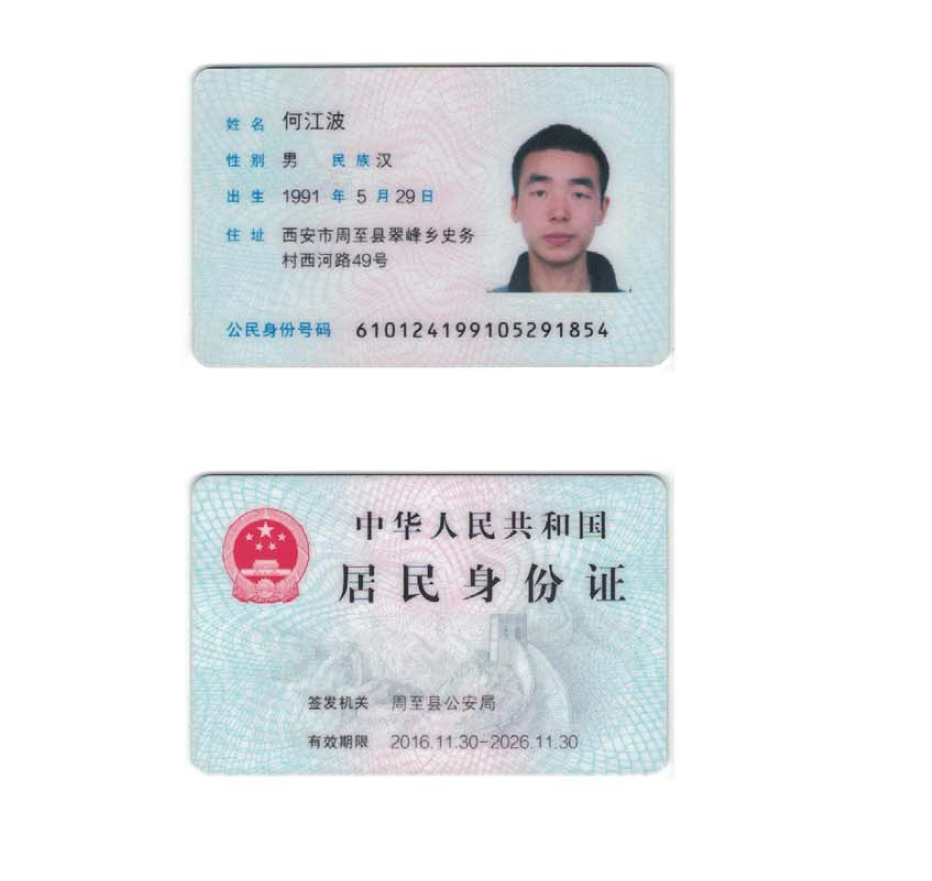 姓名 何江波
性别 男 民族 汉
出生 1991 年 5 月 29 日
住址 西安市周至县翠峰乡史务
村西河路49号
公民身份号码 610124199105291854
中华人民共和国
居民身份证
签发机关 周至县公安局
有效期限 2016.11.30-2026.11.30